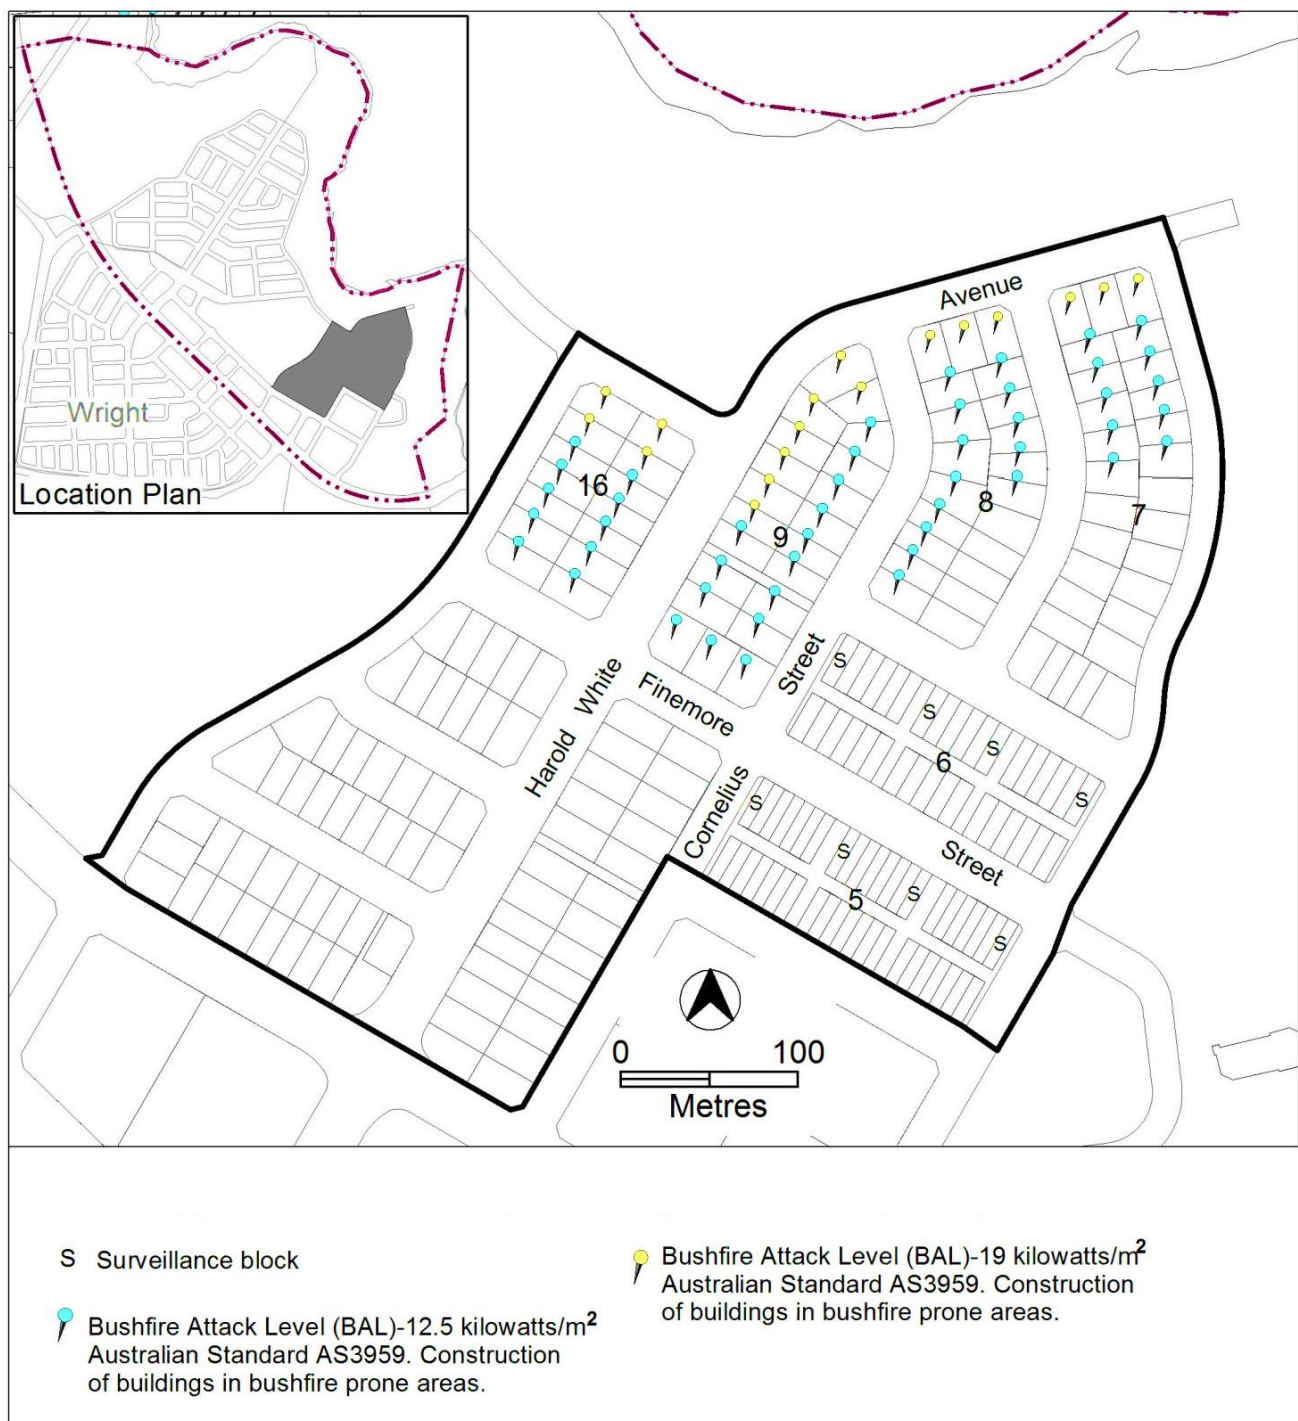 Wright
Location Plan
Avenue
16
9
8
7
Harold White
Finemore
Street
Cornelius
Street
S
S
S
S
6
S
S
S
S
5
0 100
Metres
S Surveillance block
Bushfire Attack Level (BAL)-12.5 kilowatts/m²
Australian Standard AS3959. Construction
of buildings in bushfire prone areas.
Bushfire Attack Level (BAL)-19 kilowatts/m²
Australian Standard AS3959. Construction
of buildings in bushfire prone areas.